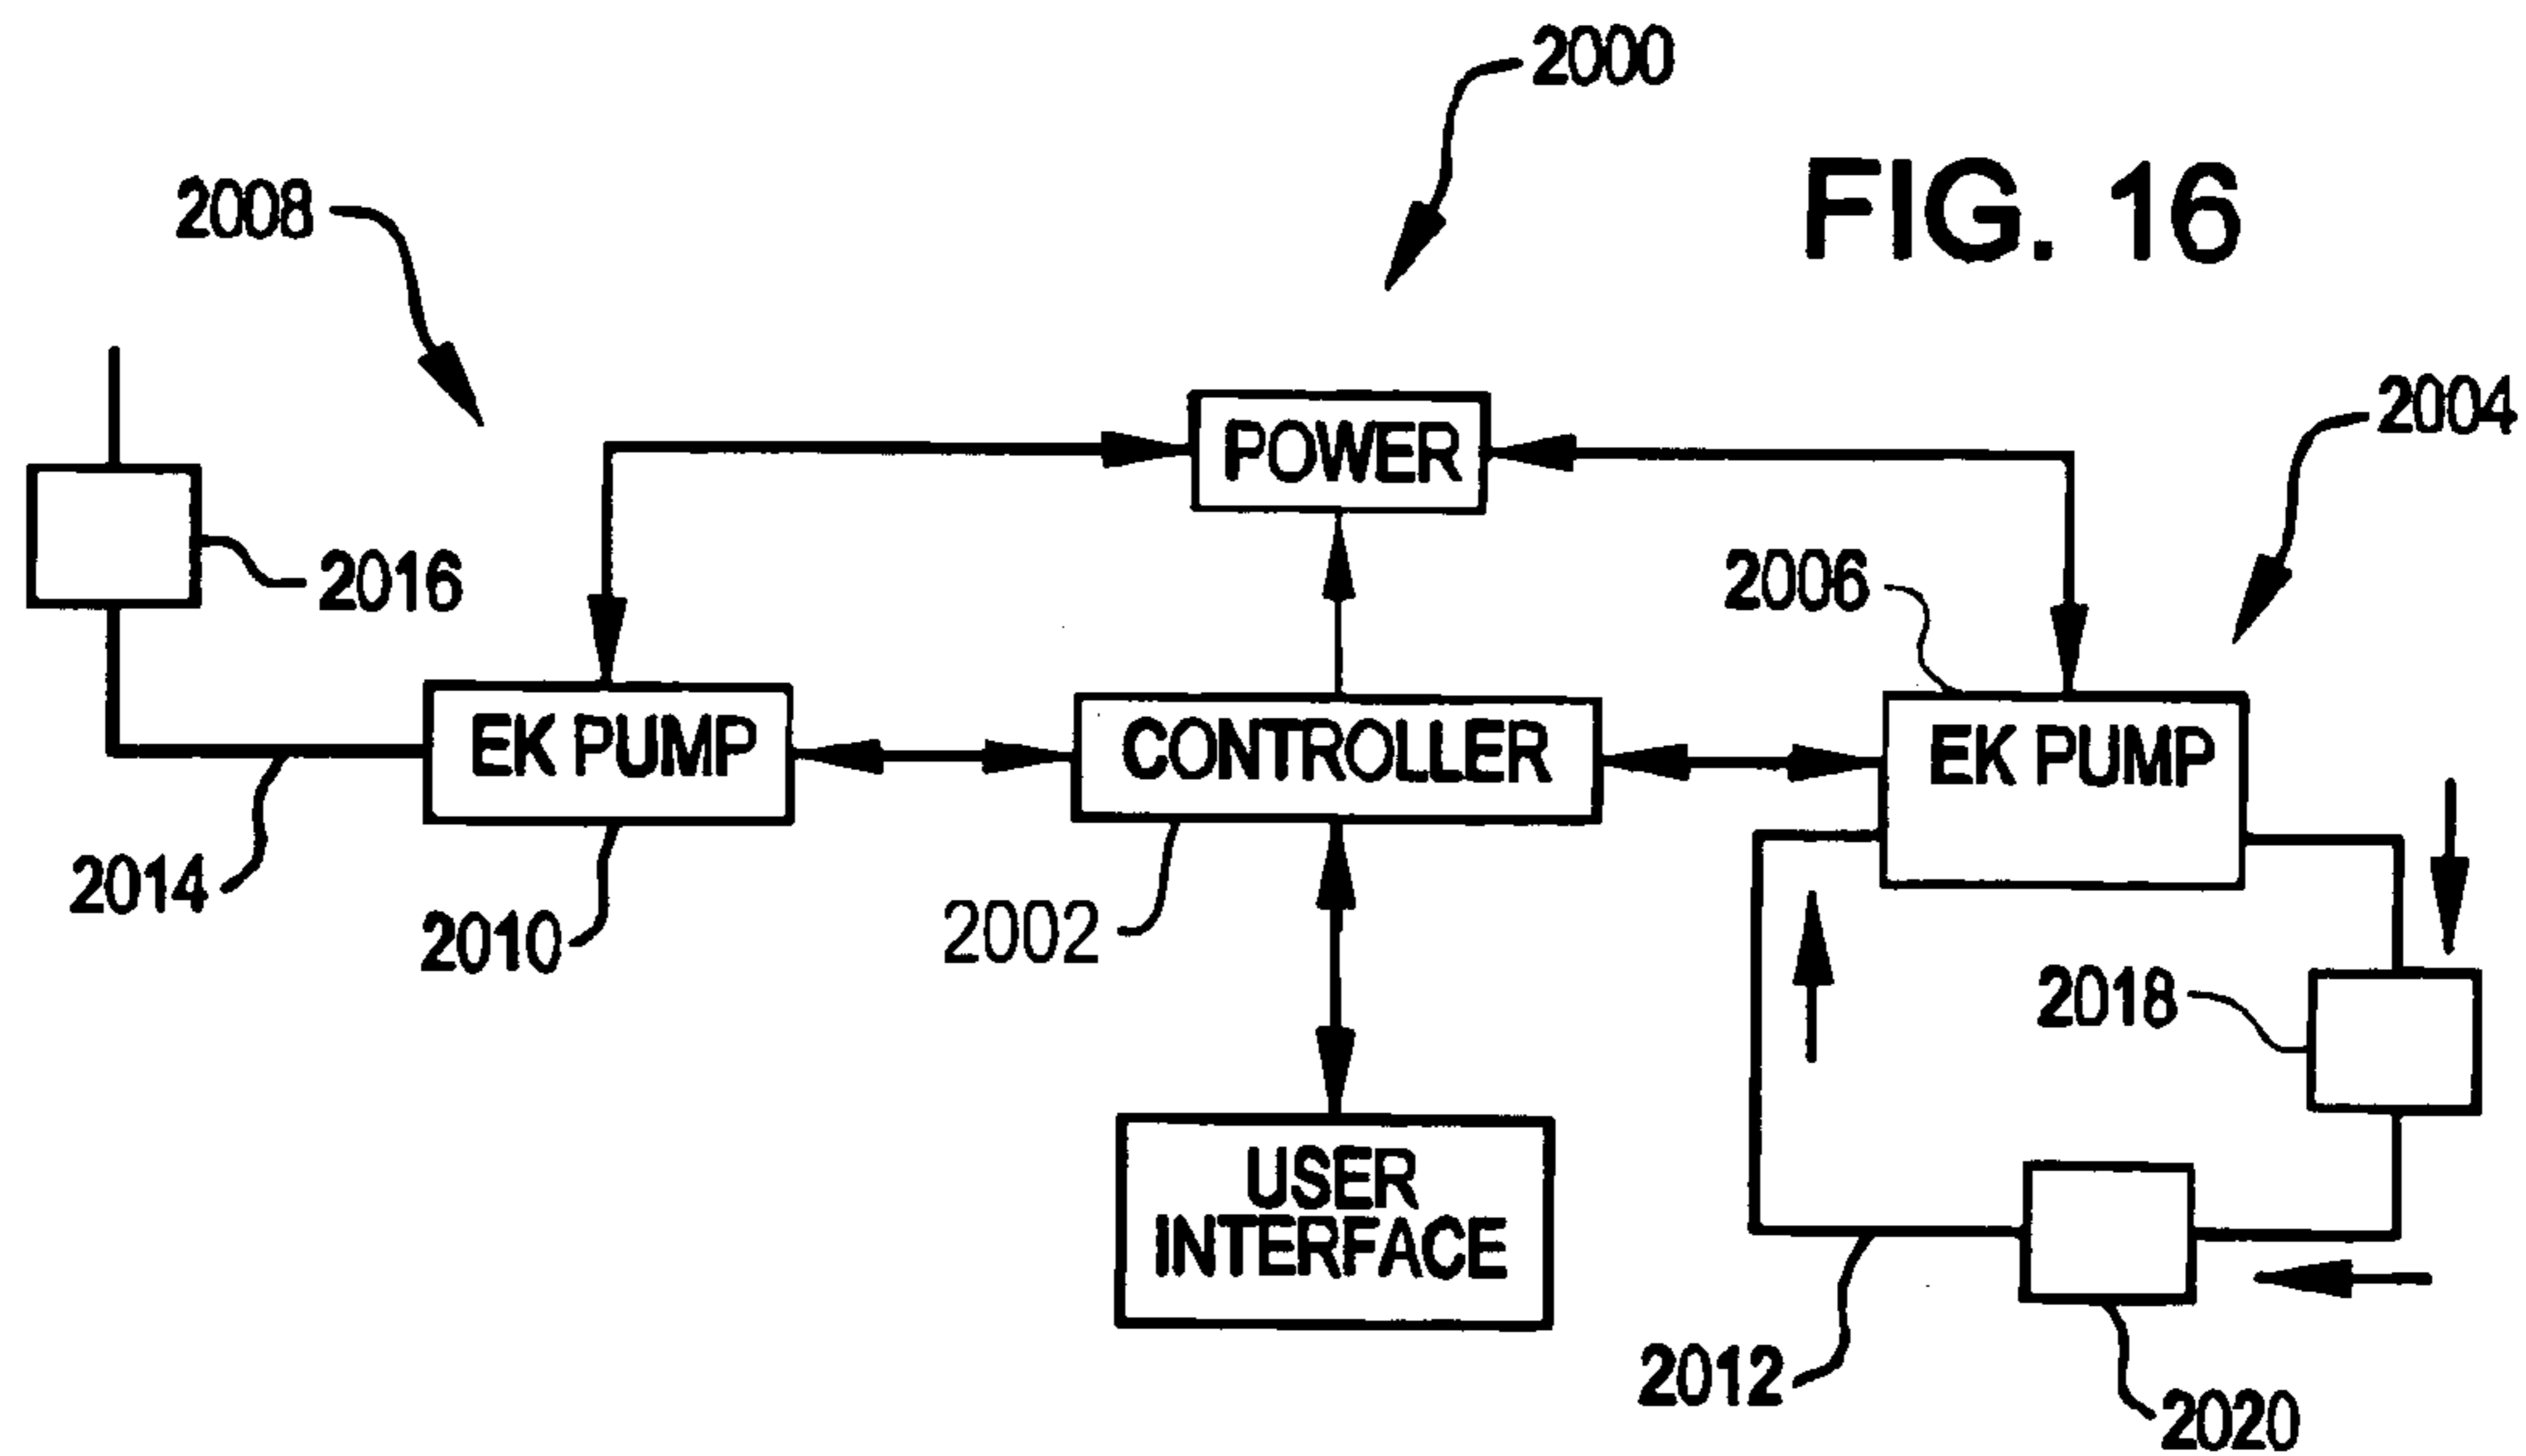 2000
FIG. 16
2008
2004
POWER
2016
2006
EK PUMP
CONTROLLER
EK PUMP
2014
2010
2002
2018
USER
INTERFACE
2012
2020